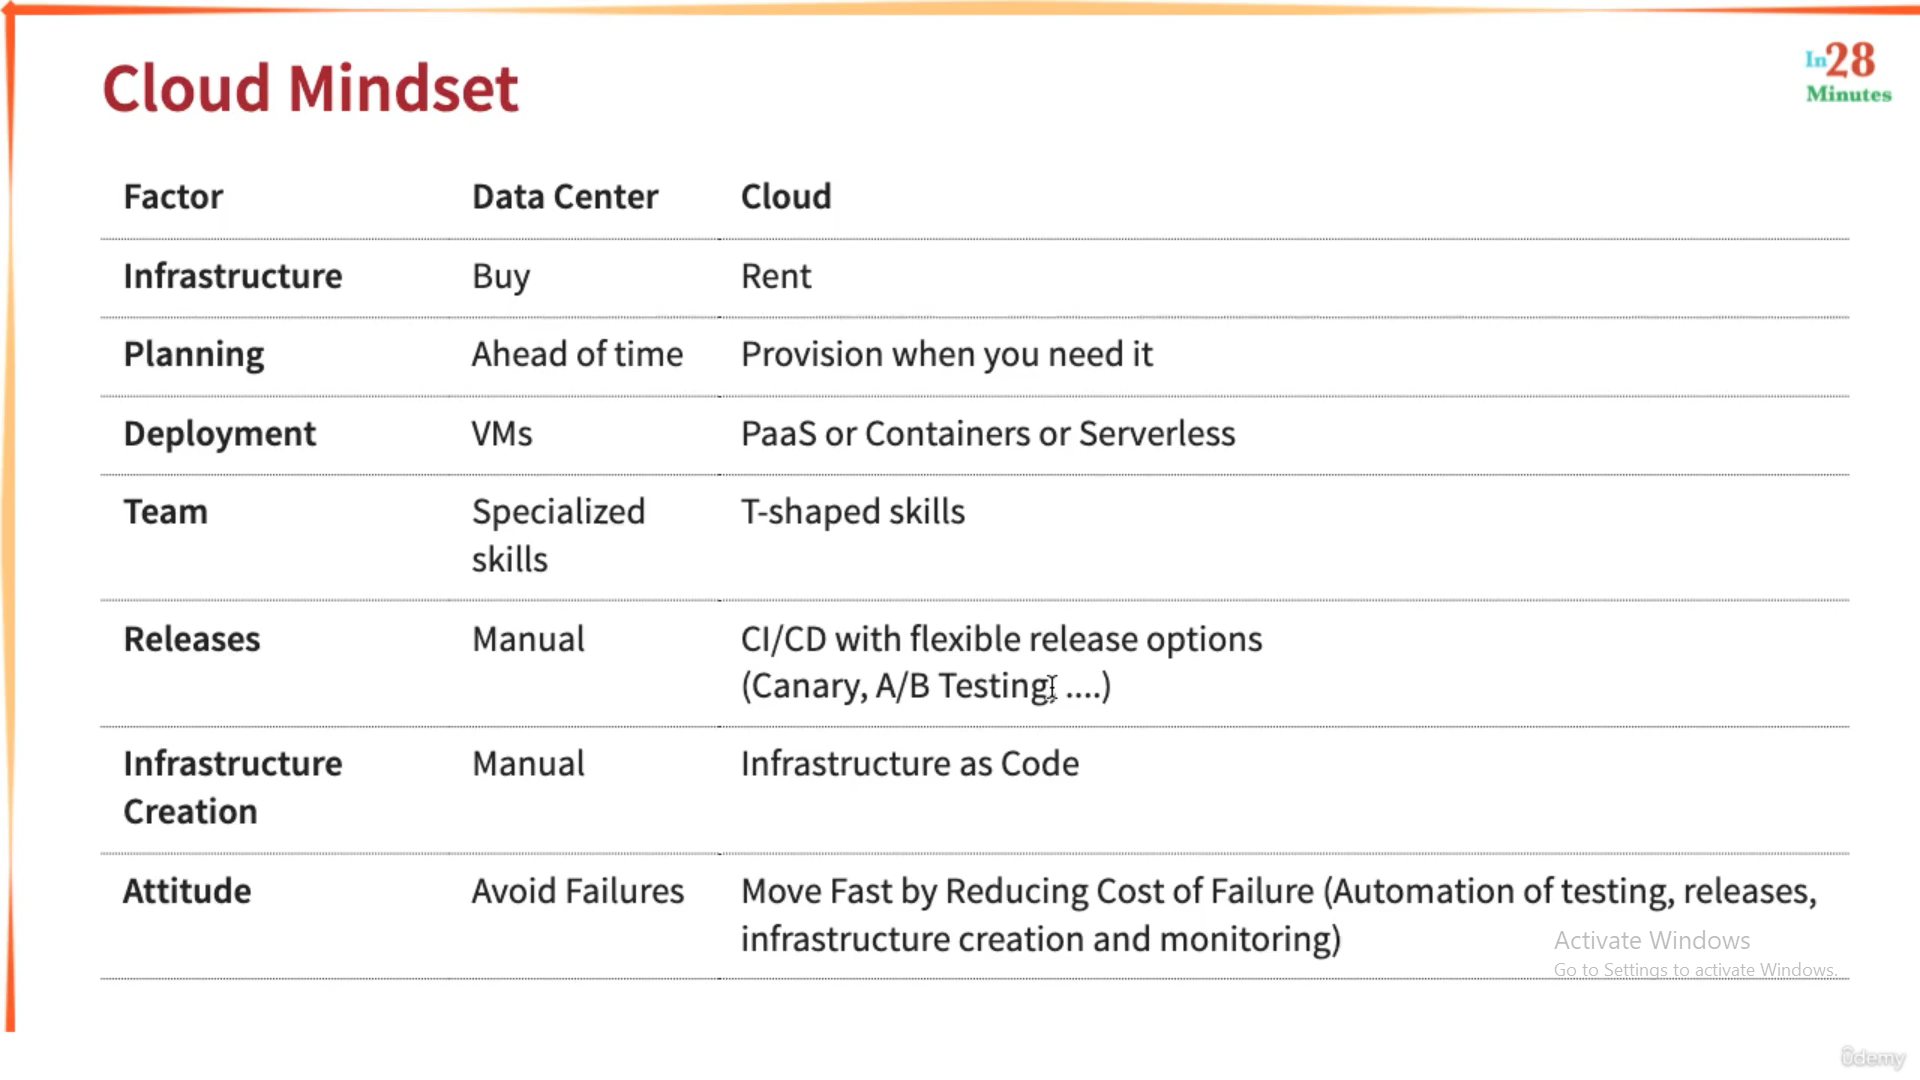 Cloud Mindset
In28
Minutes
Factor Data Center Cloud
Infrastructure Buy Rent
Planning Ahead of time Provision when you need it
Deployment VMs PaaS or Containers or Serverless
Team Specialized T-shaped skills
skills
Releases Manual CI/CD with flexible release options
(Canary, A/B Testing, ....)
Infrastructure Manual Infrastructure as Code
Creation
Attitude Avoid Failures Move Fast by Reducing Cost of Failure (Automation of testing, releases,
infrastructure creation and monitoring)
Activate Windows
Go to Settings to activate Windows.
ûdemy